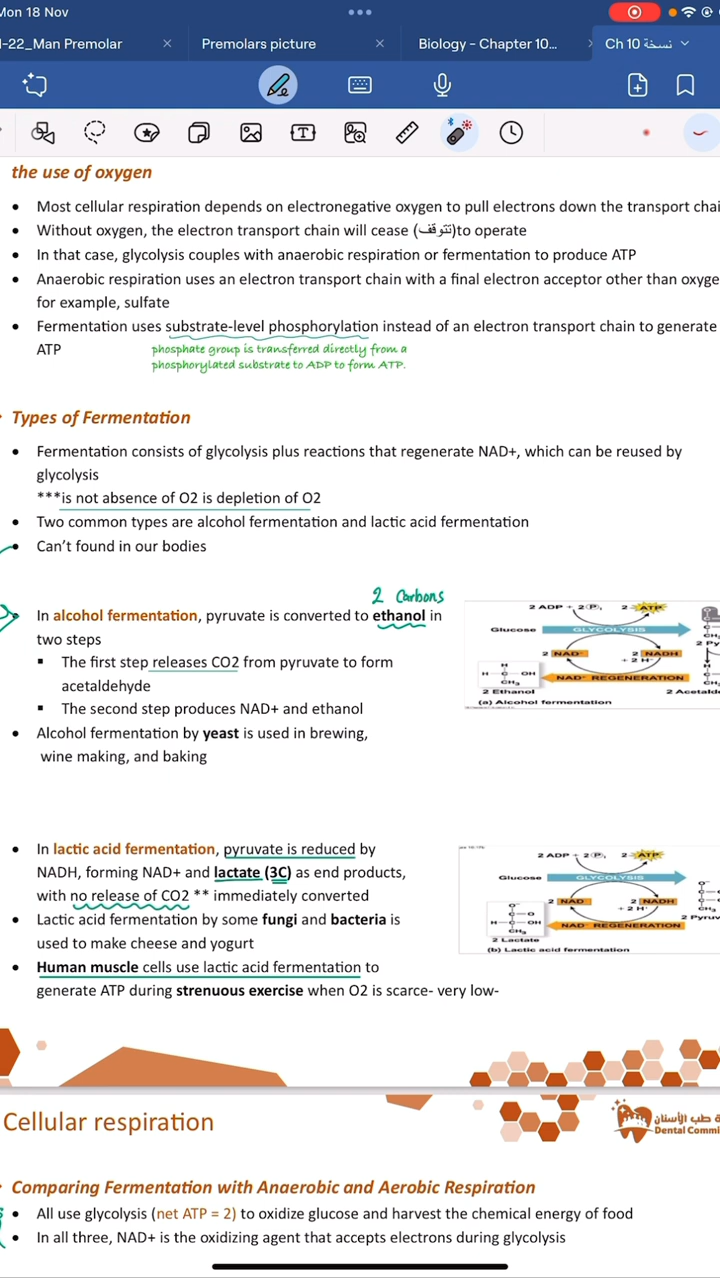 Mon 18 Nov
-22_Man Premolar
Premolars picture
Biology - Chapter 10...
Ch 10 نسخة
the use of oxygen
• Most cellular respiration depends on electronegative oxygen to pull electrons down the transport chai
• Without oxygen, the electron transport chain will cease (تتوقف)to operate
• In that case, glycolysis couples with anaerobic respiration or fermentation to produce ATP
• Anaerobic respiration uses an electron transport chain with a final electron acceptor other than oxyge
for example, sulfate
• Fermentation uses substrate-level phosphorylation instead of an electron transport chain to generate
ATP
phosphate group is transferred directly from a
phosphorylated substrate to ADP to form ATP.
Types of Fermentation
• Fermentation consists of glycolysis plus reactions that regenerate NAD+, which can be reused by
glycolysis
***is not absence of O2 is depletion of O2
• Two common types are alcohol fermentation and lactic acid fermentation
• Can't found in our bodies
2 Carbons
• In alcohol fermentation, pyruvate is converted to ethanol in
two steps
▪ The first step releases CO2 from pyruvate to form
acetaldehyde
▪ The second step produces NAD+ and ethanol
• Alcohol fermentation by yeast is used in brewing,
wine making, and baking
2 ADP + 2 P 2 ATP
Glucose GLYCOLYSIS
2 Py
2 NAD+ 2 NADH
+ 2 H+
H
H C OH
CH3
NAD+ REGENERATION
2 Ethanol 2 Acetald
(a) Alcohol fermentation
• In lactic acid fermentation, pyruvate is reduced by
NADH, forming NAD+ and lactate (3C) as end products,
with no release of CO2 ** immediately converted
• Lactic acid fermentation by some fungi and bacteria is
used to make cheese and yogurt
• Human muscle cells use lactic acid fermentation to
generate ATP during strenuous exercise when O2 is scarce- very low-
2 ADP + 2 P 2 ATP
Glucose GLYCOLYSIS
2 NAD+ 2 NADH
+ 2 H+
O-
C O
H C OH
CH3
2 Pyruv
NAD+ REGENERATION
2 Lactate
(b) Lactic acid fermentation
Cellular respiration
طب الأسنان
Dental Commi
Comparing Fermentation with Anaerobic and Aerobic Respiration
• All use glycolysis (net ATP = 2) to oxidize glucose and harvest the chemical energy of food
• In all three, NAD+ is the oxidizing agent that accepts electrons during glycolysis